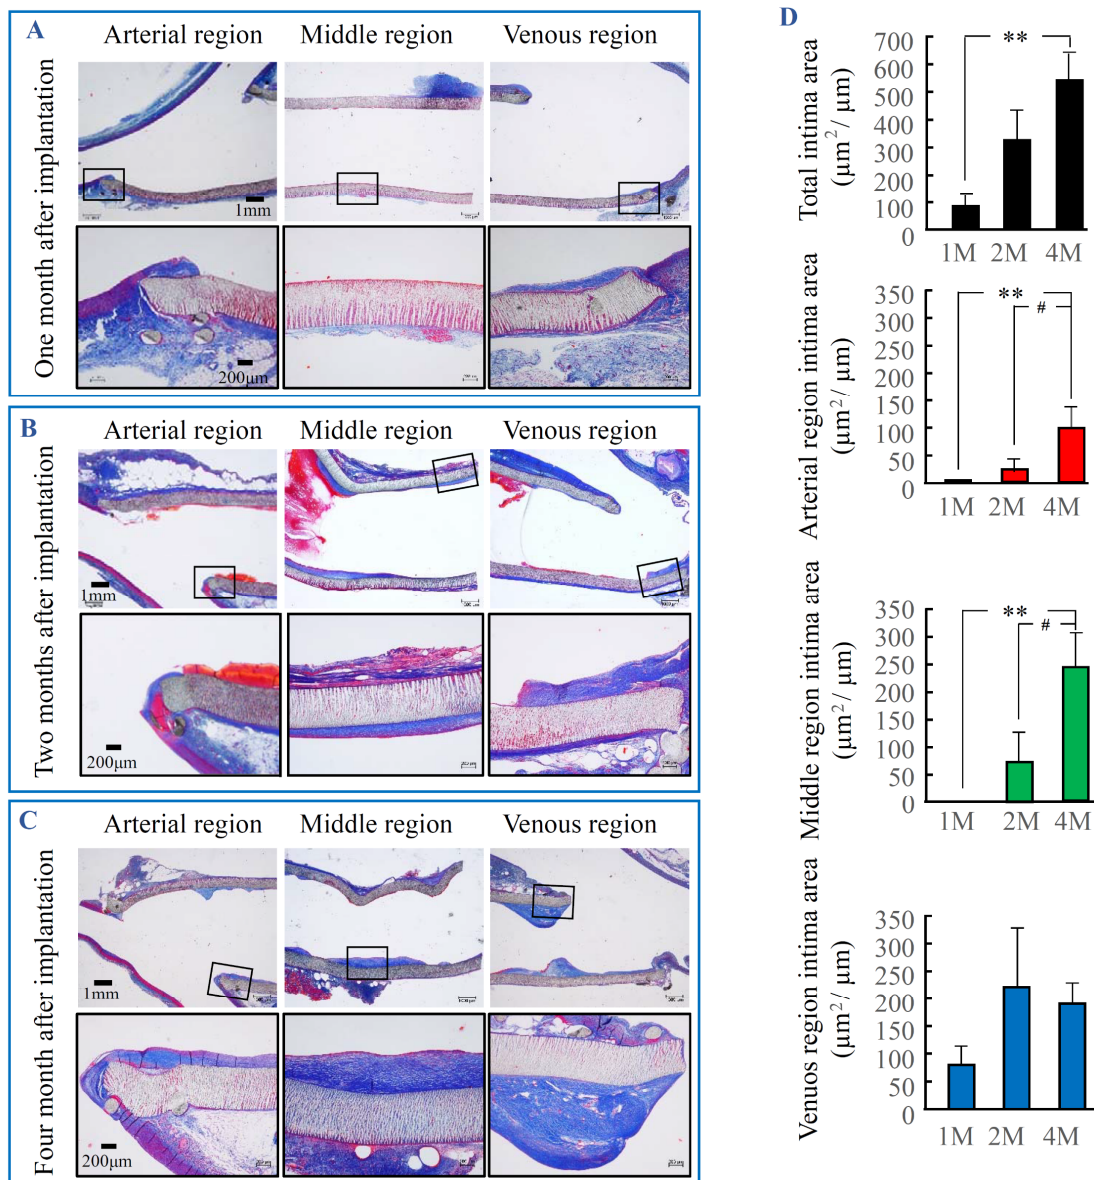 A
Arterial region
Middle region
Venous region
One month after implantation
1mm
200μm
B
Arterial region
Middle region
Venous region
Two months after implantation
1mm
200μm
C
Arterial region
Middle region
Venous region
Four month after implantation
1mm
200μm
D
Total intima area
(μm²/ μm)
700
600
500
400
300
200
100
0
**
1M 2M 4M
Arterial region intima area
(μm²/ μm)
350
300
250
200
150
100
50
0
**
#
1M 2M 4M
Middle region intima area
(μm²/ μm)
350
300
250
200
150
100
50
0
**
#
1M 2M 4M
Venuos region intima area
(μm²/ μm)
350
300
250
200
150
100
50
0
1M 2M 4M